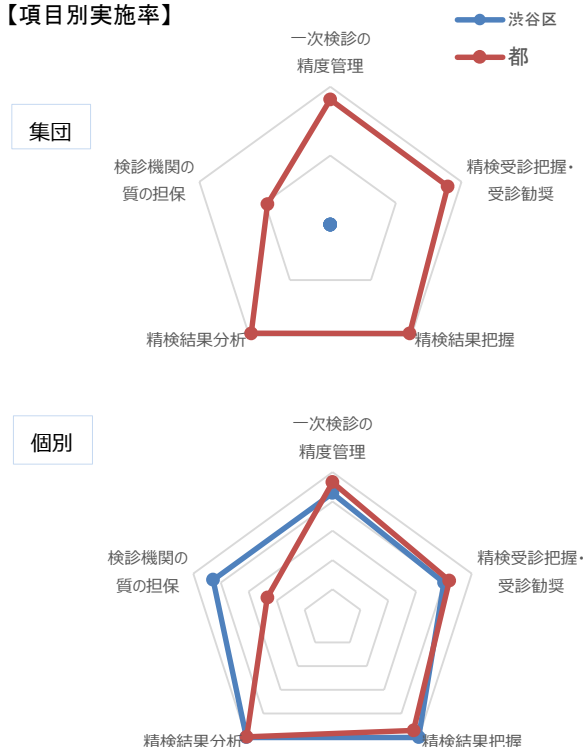 【項目別実施率】
渋谷区
都
集団
一次検診の
精度管理
精検受診把握・
受診勧奨
精検結果把握
精検結果分析
検診機関の
質の担保
個別
一次検診の
精度管理
精検受診把握・
受診勧奨
精検結果把握
精検結果分析
検診機関の
質の担保